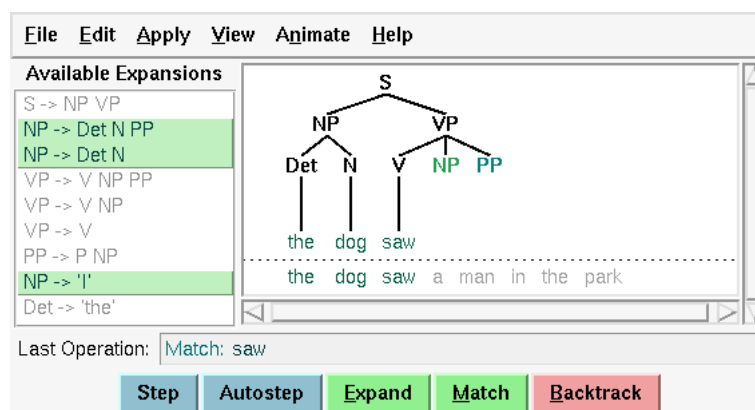 File Edit Apply View Animate Help
Available Expansions
S -> NP VP
NP -> Det N PP
NP -> Det N
VP -> V NP PP
VP -> V NP
VP -> V
PP -> P NP
NP -> 'I'
Det -> 'the'
S
NP VP
Det N V NP PP
the dog saw
the dog saw a man in the park
Last Operation: Match: saw
Step Autostep Expand Match Backtrack